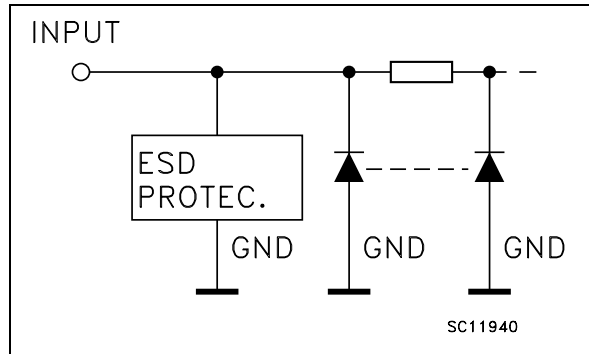 INPUT
ESD
PROTEC.
GND
GND
GND
SC11940